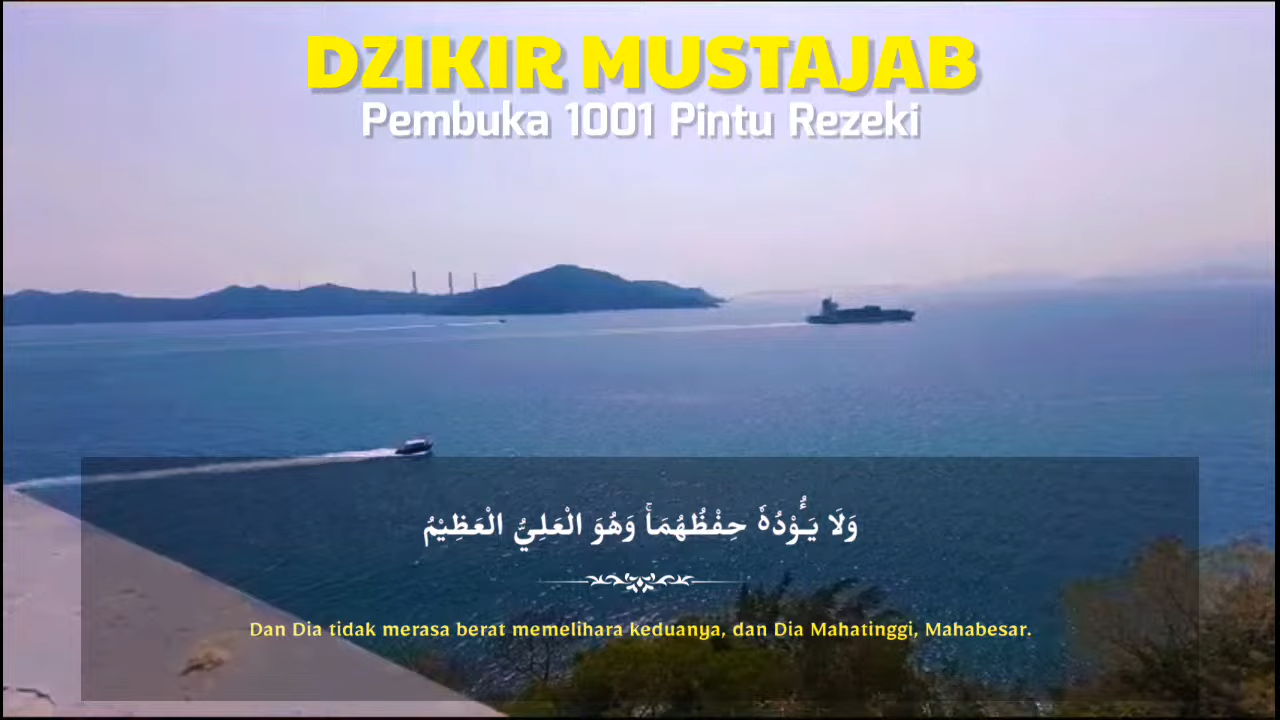 DZIKIR MUSTAJAB
Pembuka 1001 Pintu Rezeki
وَلَا يَـُٔوْدُهٗ حِفْظُهُمَاۚ وَهُوَ الْعَلِيُّ الْعَظِيْمُ
Dan Dia tidak merasa berat memelihara keduanya, dan Dia Mahatinggi, Mahabesar.